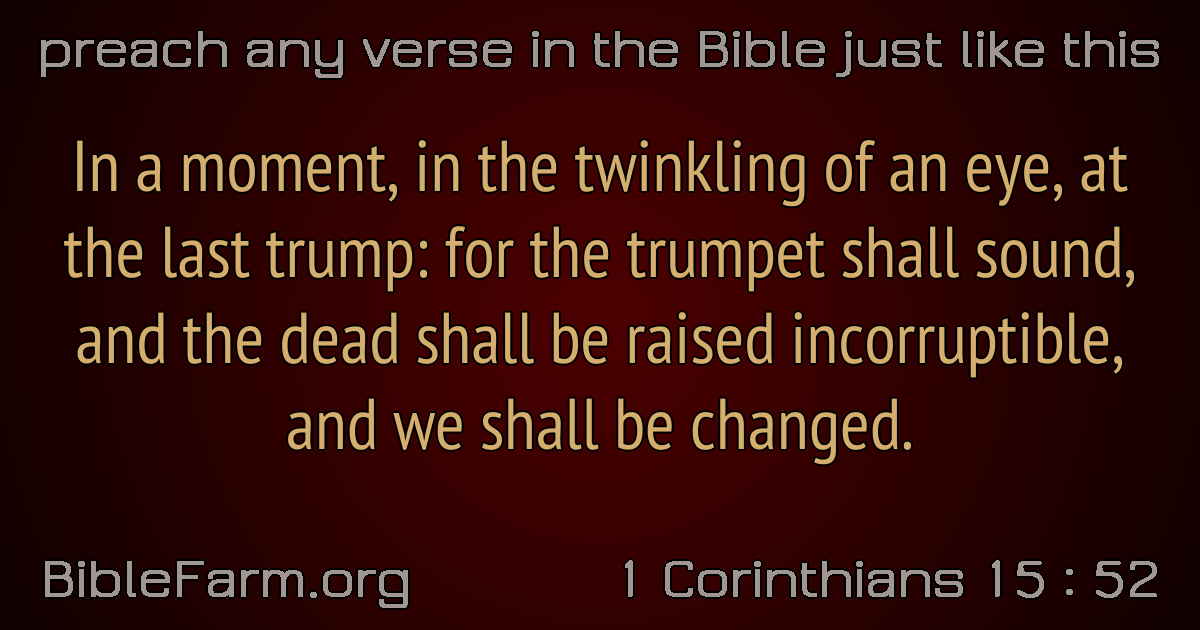 preach any verse in the Bible just like this
In a moment, in the twinkling of an eye, at
the last trump: for the trumpet shall sound,
and the dead shall be raised incorruptible,
and we shall be changed.
BibleFarm.org
1 Corinthians 15 : 52